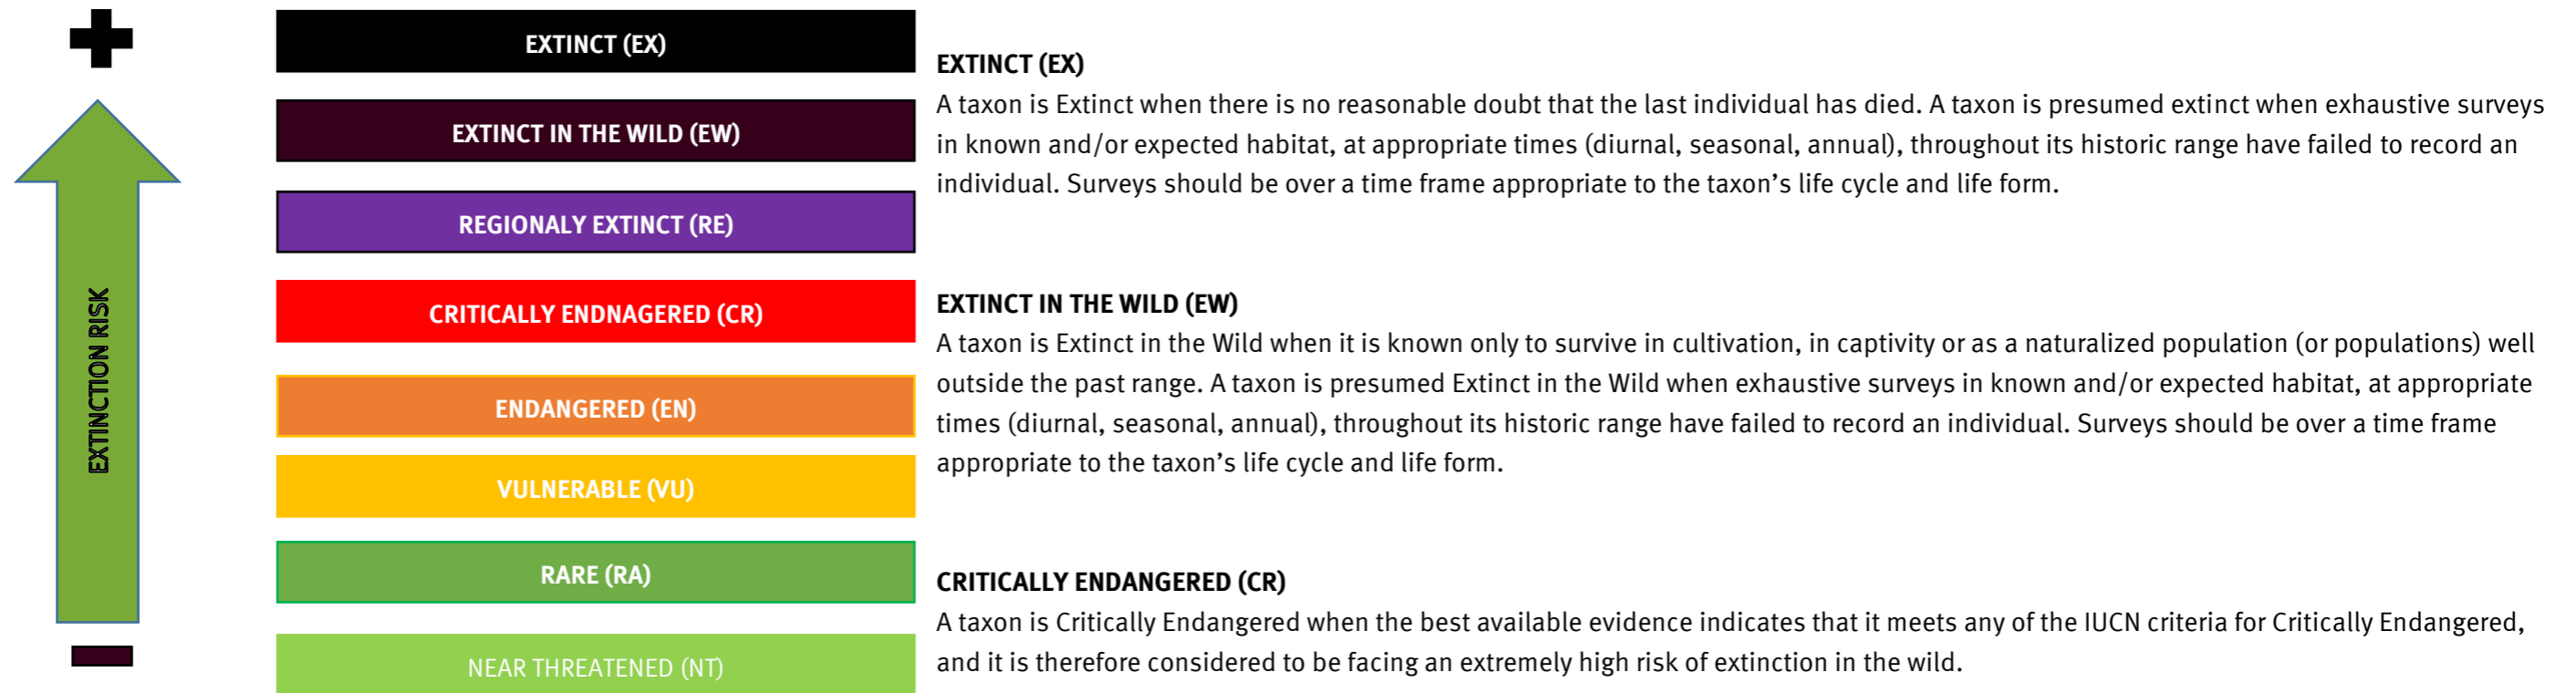 EXTINCTION RISK
EXTINCT (EX)
EXTINCT IN THE WILD (EW)
REGIONALY EXTINCT (RE)
CRITICALLY ENDNAGERED (CR)
ENDANGERED (EN)
VULNERABLE (VU)
RARE (RA)
NEAR THREATENED (NT)
EXTINCT (EX)
A taxon is Extinct when there is no reasonable doubt that the last individual has died. A taxon is presumed extinct when exhaustive surveys
in known and/or expected habitat, at appropriate times (diurnal, seasonal, annual), throughout its historic range have failed to record an
individual. Surveys should be over a time frame appropriate to the taxon’s life cycle and life form.
EXTINCT IN THE WILD (EW)
A taxon is Extinct in the Wild when it is known only to survive in cultivation, in captivity or as a naturalized population (or populations) well
outside the past range. A taxon is presumed Extinct in the Wild when exhaustive surveys in known and/or expected habitat, at appropriate
times (diurnal, seasonal, annual), throughout its historic range have failed to record an individual. Surveys should be over a time frame
appropriate to the taxon’s life cycle and life form.
CRITICALLY ENDANGERED (CR)
A taxon is Critically Endangered when the best available evidence indicates that it meets any of the IUCN criteria for Critically Endangered,
and it is therefore considered to be facing an extremely high risk of extinction in the wild.